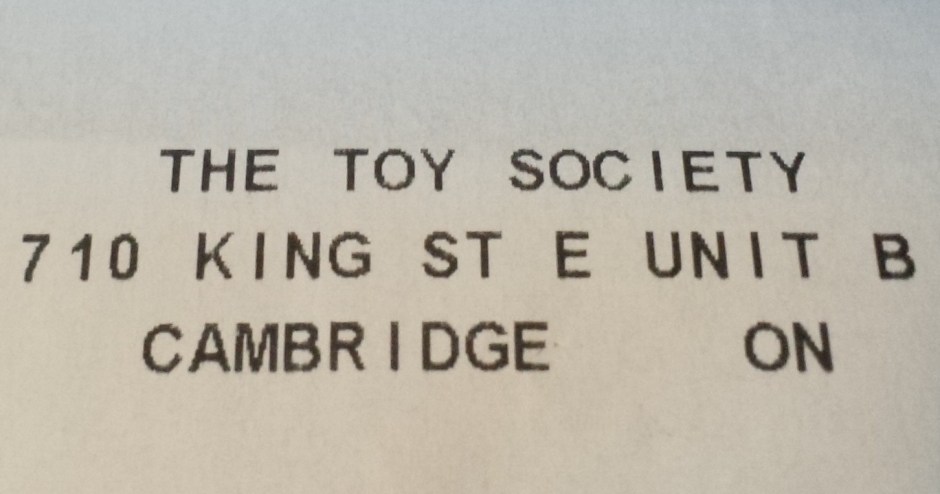 THE TOY SOCIETY
710 KING ST E UNIT B
CAMBRIDGE ON